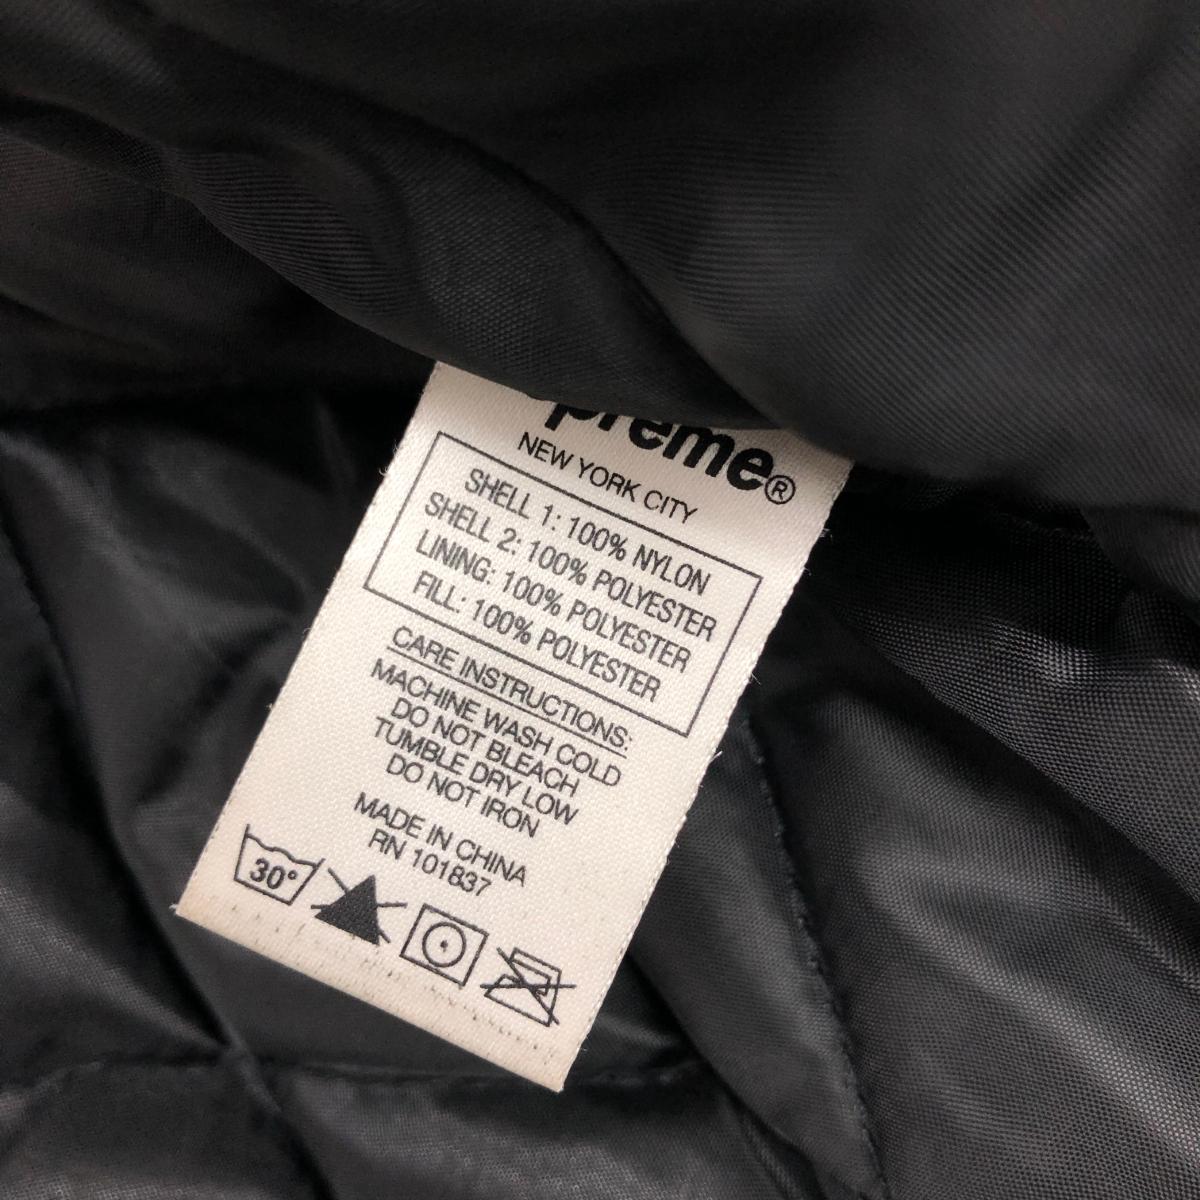 preme®
NEW YORK CITY
SHELL 1: 100% NYLON
SHELL 2: 100% POLYESTER
LINING: 100% POLYESTER
FILL: 100% POLYESTER
CARE INSTRUCTIONS:
MACHINE WASH COLD
DO NOT BLEACH
TUMBLE DRY LOW
DO NOT IRON
MADE IN CHINA
RN 101837
30°